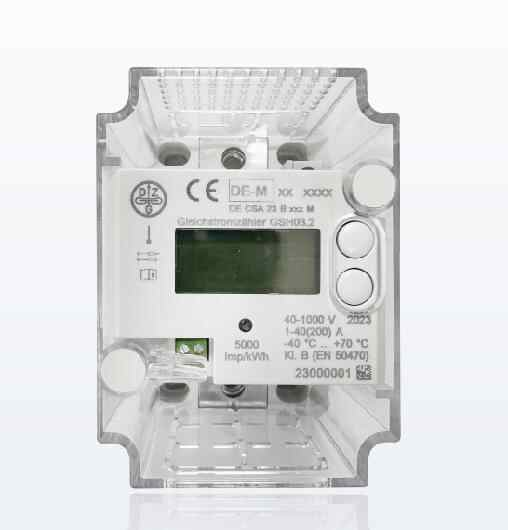 DZG
CE DE-M xx xxxx
DE CSA 23 B xxx M
Gleichstromzähler GSH03.2
40-1000 V 2023
1-40(200) A
5000 -40 °C .. +70 °C
Imp/kWh Kl. B (EN 50470)
23000001